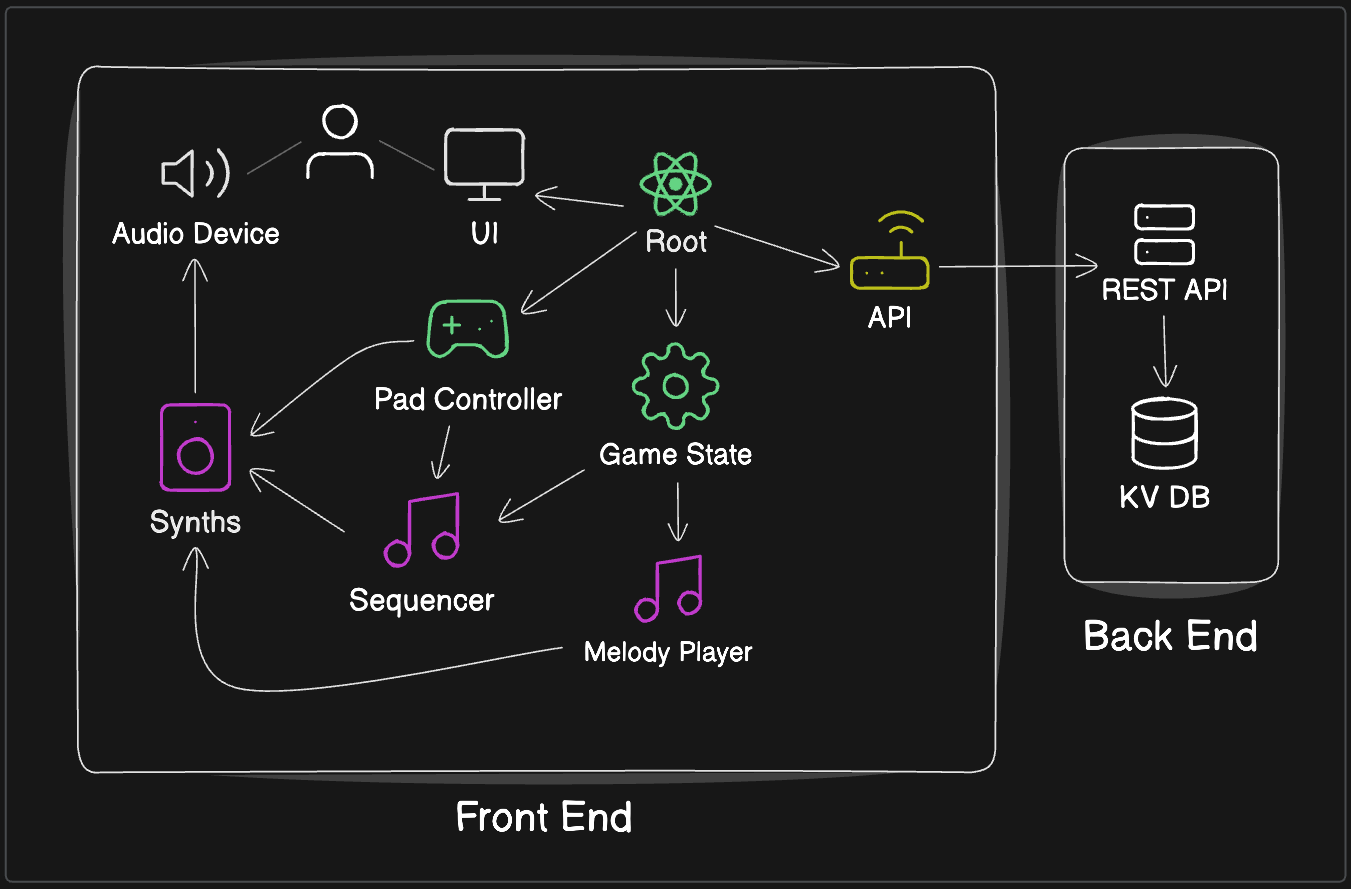 Audio Device
UI
Root
API
REST API
Pad Controller
Game State
KV DB
Synths
Sequencer
Melody Player
Back End
Front End